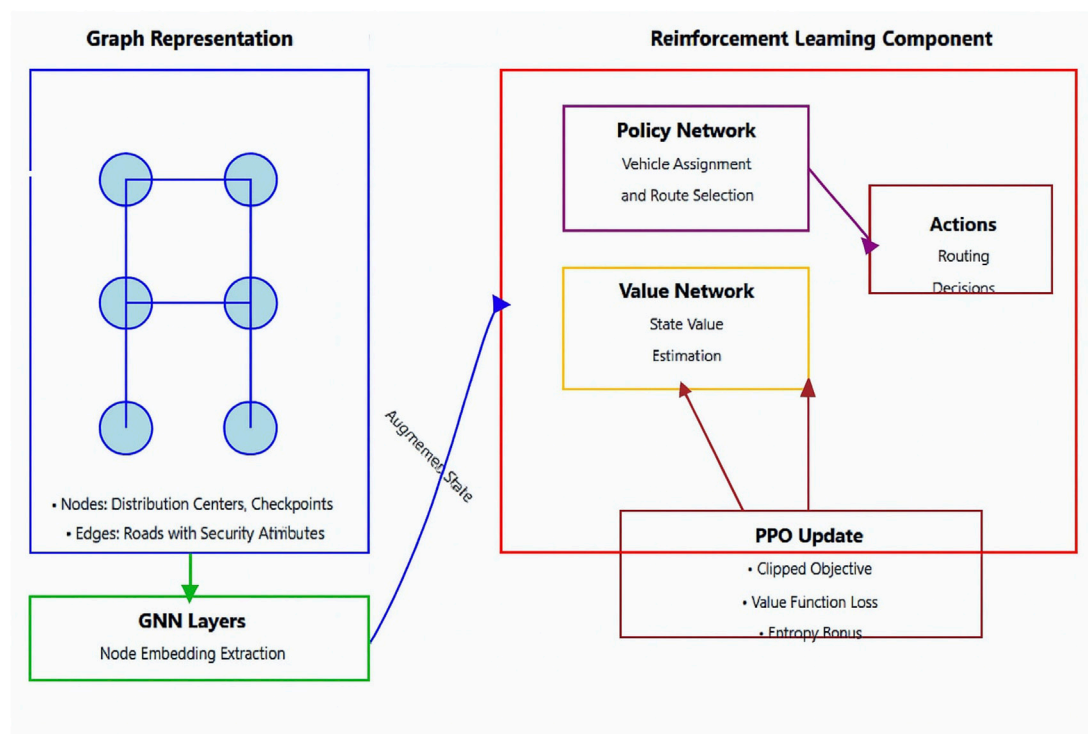 Graph Representation
• Nodes: Distribution Centers, Checkpoints
• Edges: Roads with Security Atmibutes
GNN Layers
Node Embedding Extraction
Augmemed State
Reinforcement Leaming Component
Policy Network
Vehicle Assignment
and Route Selection
Actions
Routing
Decisions
Value Network
State Value
Estimation
PPO Update
• Clipped Objective
• Value Function Loss
• Entropy Bonus